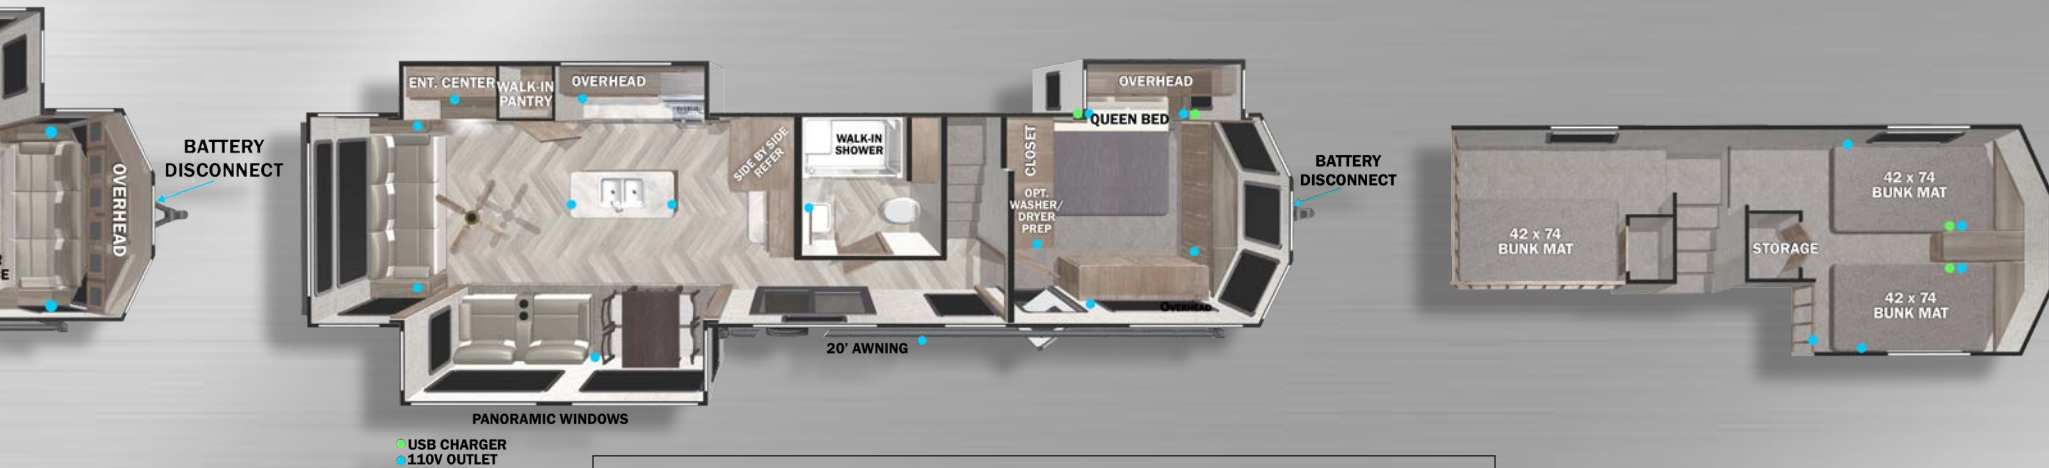 OVERHEAD
BATTERY
DISCONNECT
ENT. CENTER
WALK-IN
PANTRY
OVERHEAD
SIDE BY SIDE
REFER
WALK-IN
SHOWER
CLOSET
OPT.
WASHER/
DRYER
PREP
OVERHEAD
QUEEN BED
OVERHEAD
BATTERY
DISCONNECT
20' AWNING
PANORAMIC WINDOWS
USB CHARGER
110V OUTLET
42 x 74
BUNK MAT
STORAGE
42 x 74
BUNK MAT
42 x 74
BUNK MAT